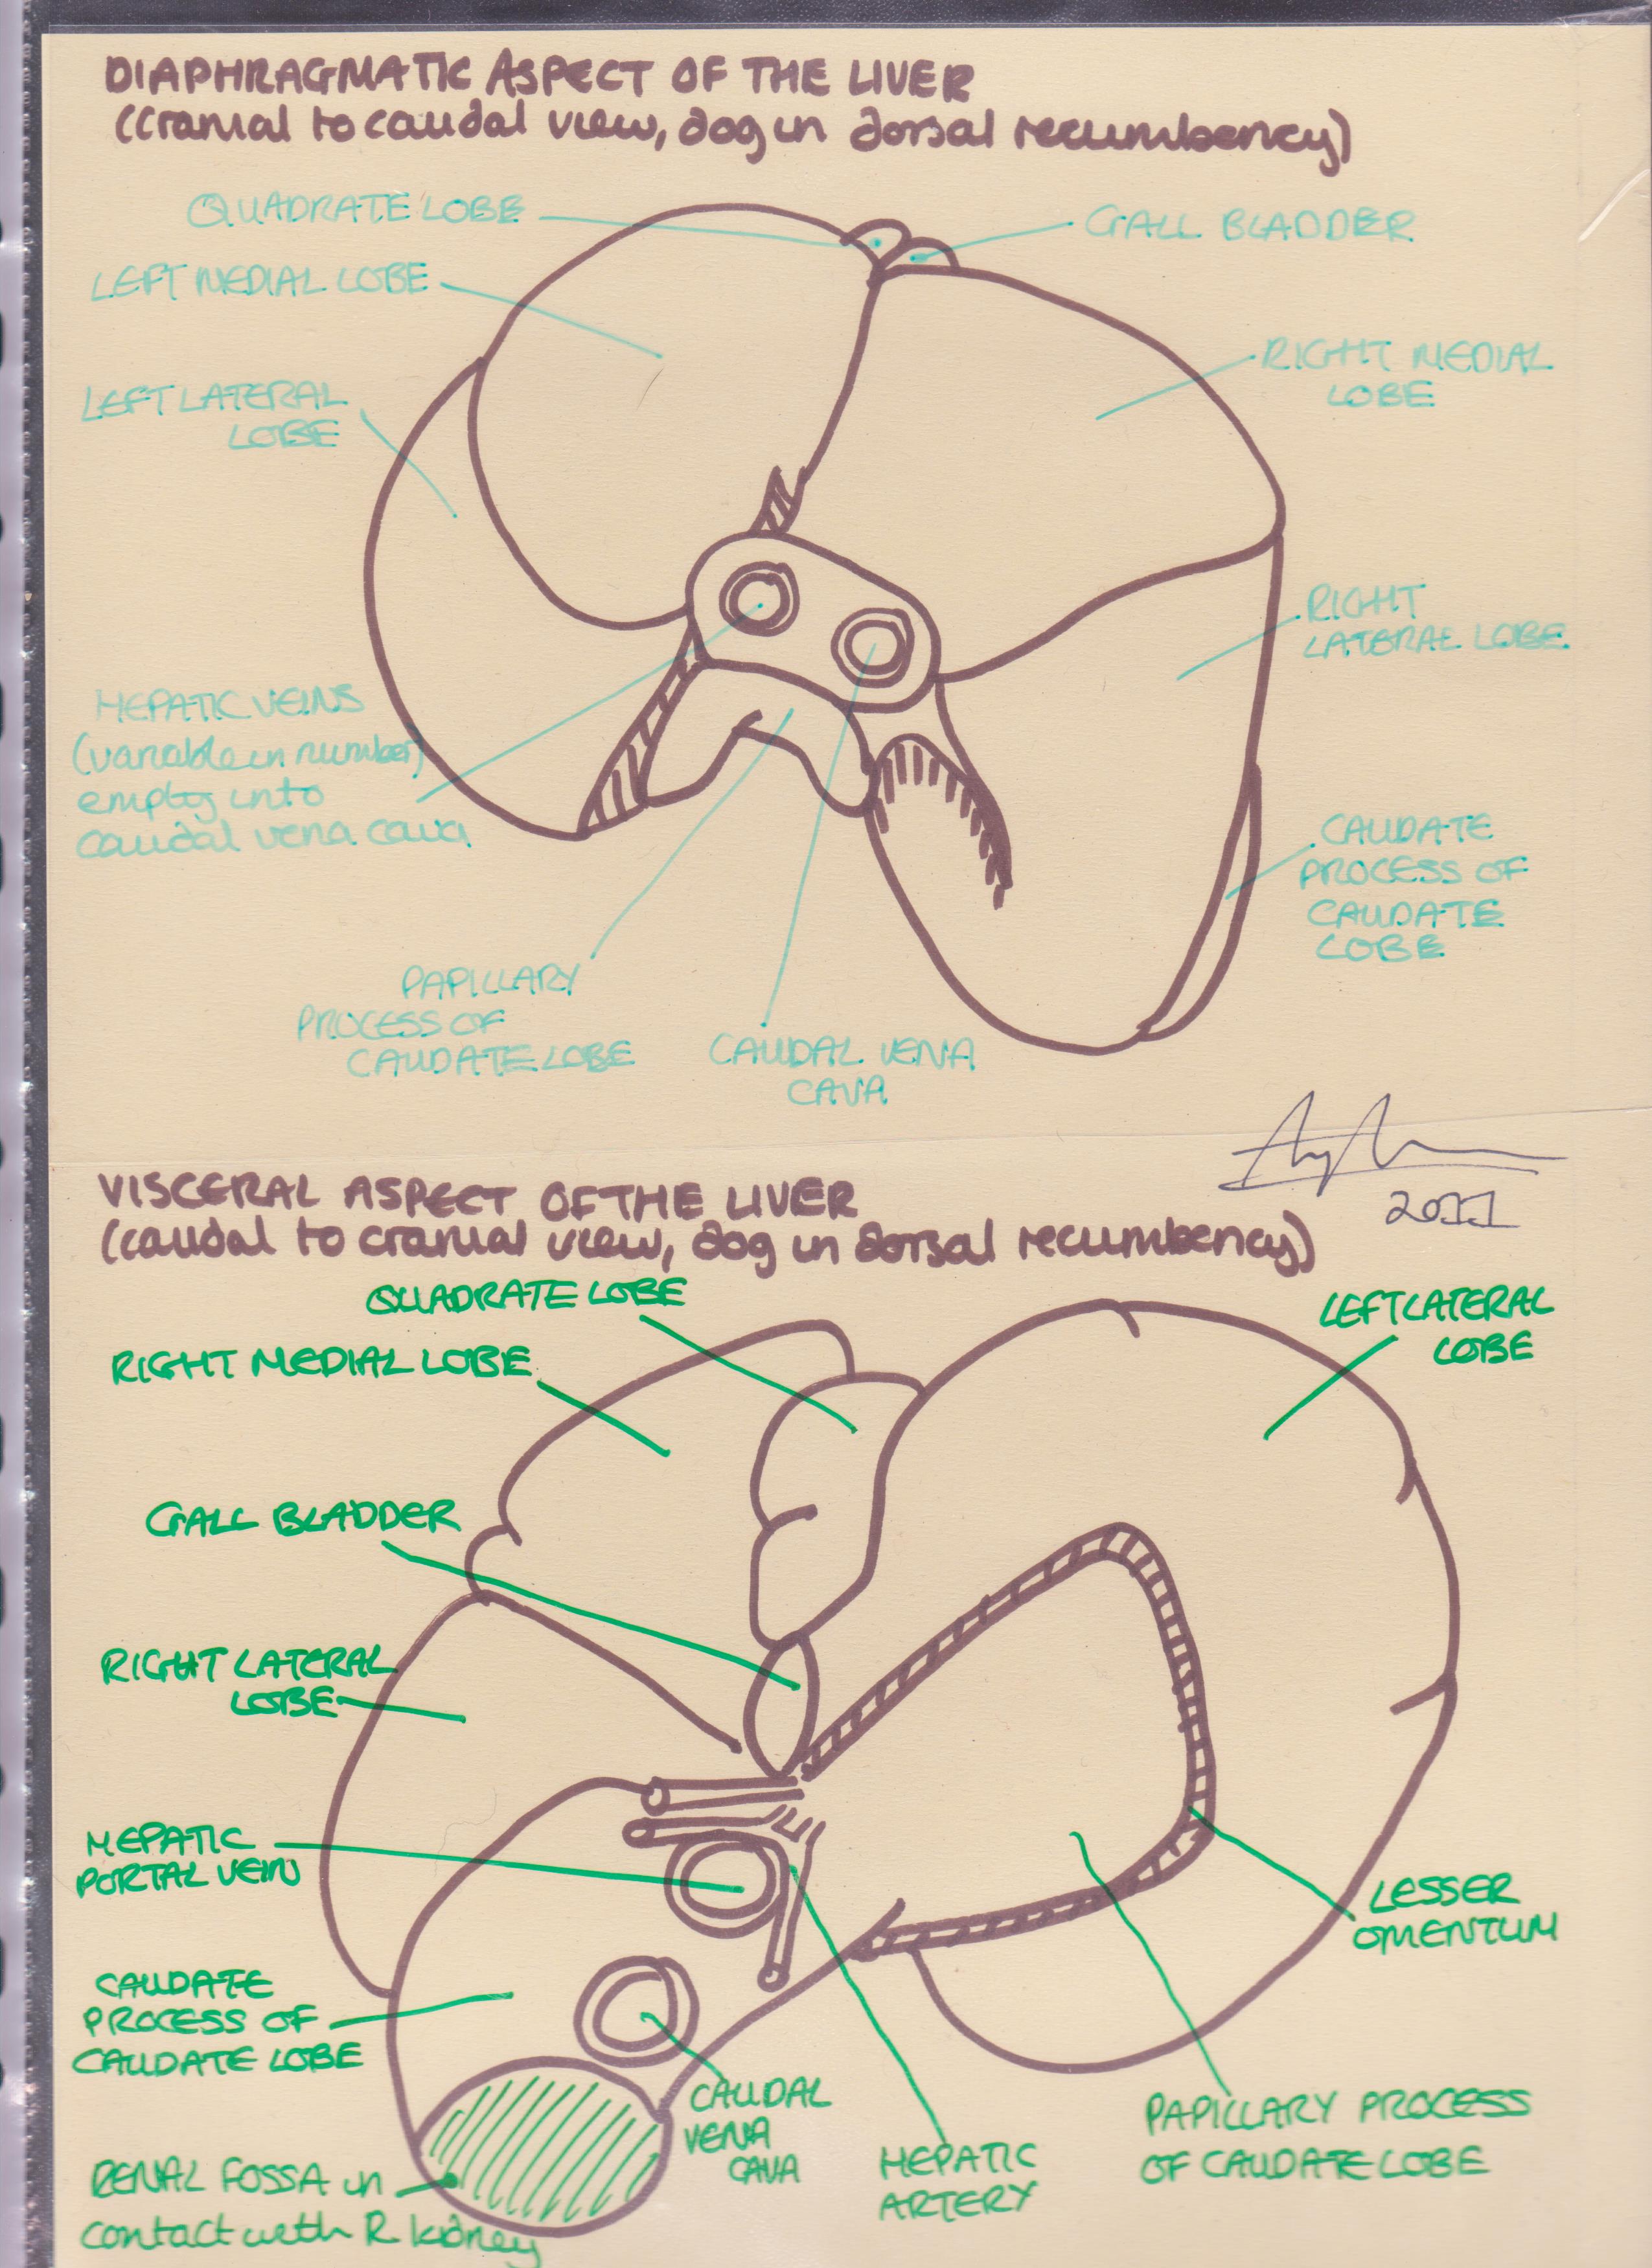 DIAPHRAGMATIC ASPECT OF THE LIVER
(cranial to caudal view, dog in dorsal recumbency)
QUADRATE LOBE
GALL BLADDER
LEFT MEDIAL LOBE
RIGHT MEDIAL
LOBE
LEFT LATERAL
LOBE
RIGHT
LATERAL LOBE
HEPATIC VEINS
(variable in number)
empty into
caudal vena cava
CAUDATE
PROCESS OF
CAUDATE
LOBE
PAPILLARY
PROCESS OF
CAUDATE LOBE
CAUDAL VENA
CAVA
2011
VISCERAL ASPECT OF THE LIVER
(caudal to cranial view, dog in dorsal recumbency)
QUADRATE LOBE
LEFT LATERAL
LOBE
RIGHT MEDIAL LOBE
GALL BLADDER
RIGHT LATERAL
LOBE
HEPATIC
PORTAL VEIN
LESSER
OMENTUM
CAUDATE
PROCESS OF
CAUDATE LOBE
CAUDAL
VENA
CAVA
HEPATIC
ARTERY
PAPILLARY PROCESS
OF CAUDATE LOBE
RENAL FOSSA in
contact with R kidney